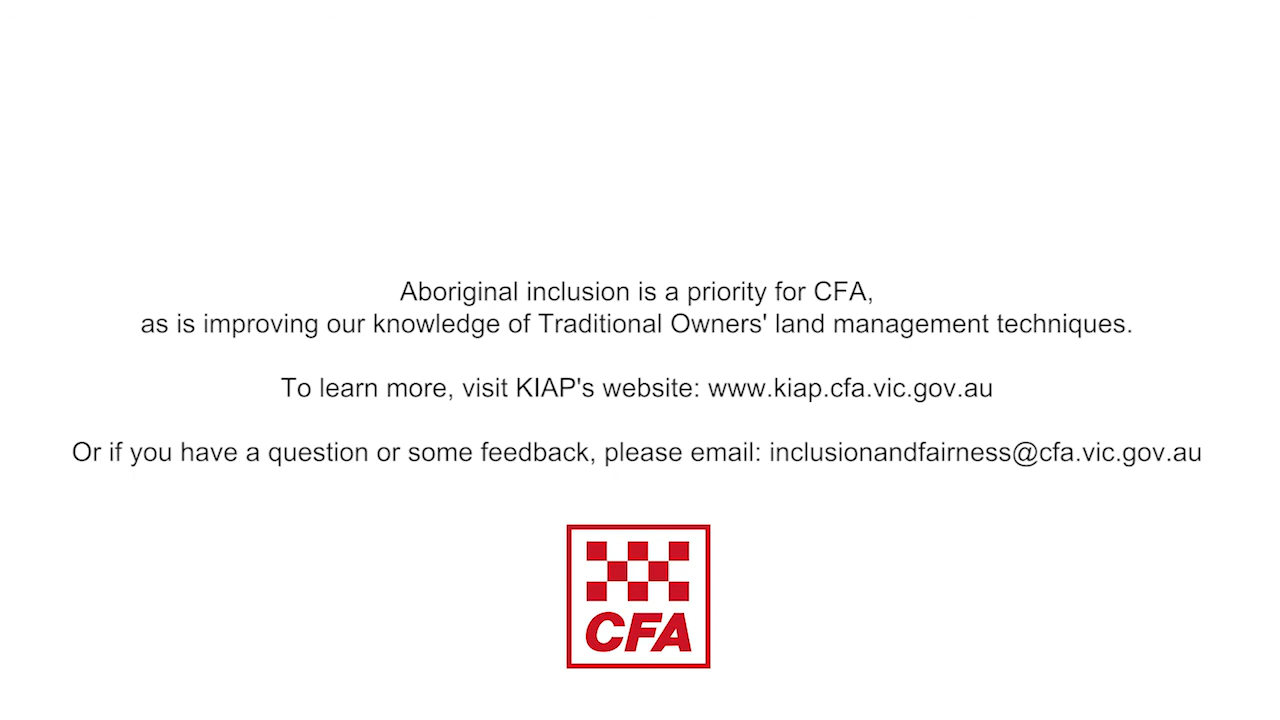 Aboriginal inclusion is a priority for CFA,
as is improving our knowledge of Traditional Owners' land management techniques.
To learn more, visit KIAP's website: www.kiap.cfa.vic.gov.au
Or if you have a question or some feedback, please email: inclusionandfairness@cfa.vic.gov.au
CFA